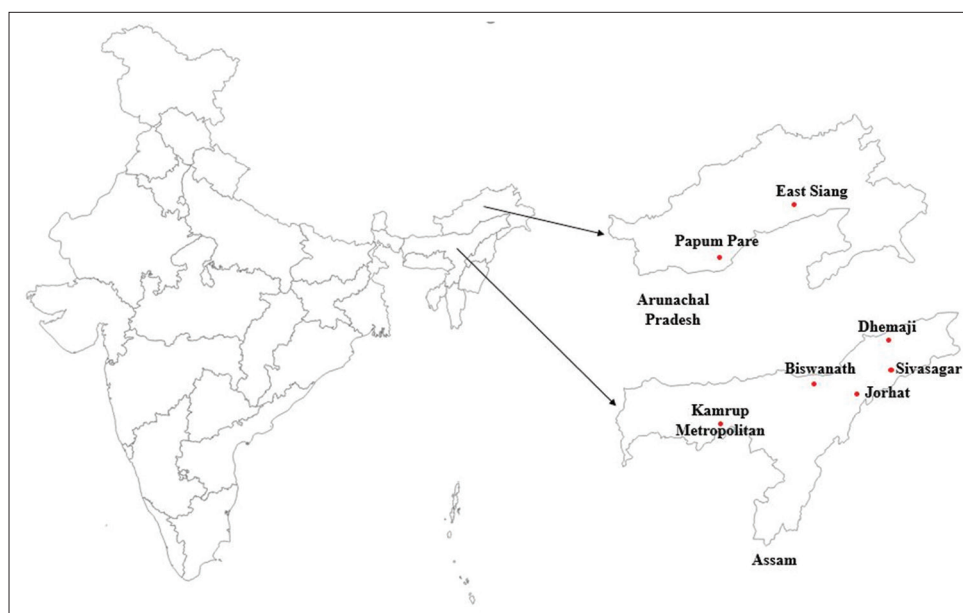 East Siang
Papum Pare
Arunachal
Pradesh
Dhemaji
Biswanath
Sivasagar
Jorhat
Kamrup
Metropolitan
Assam